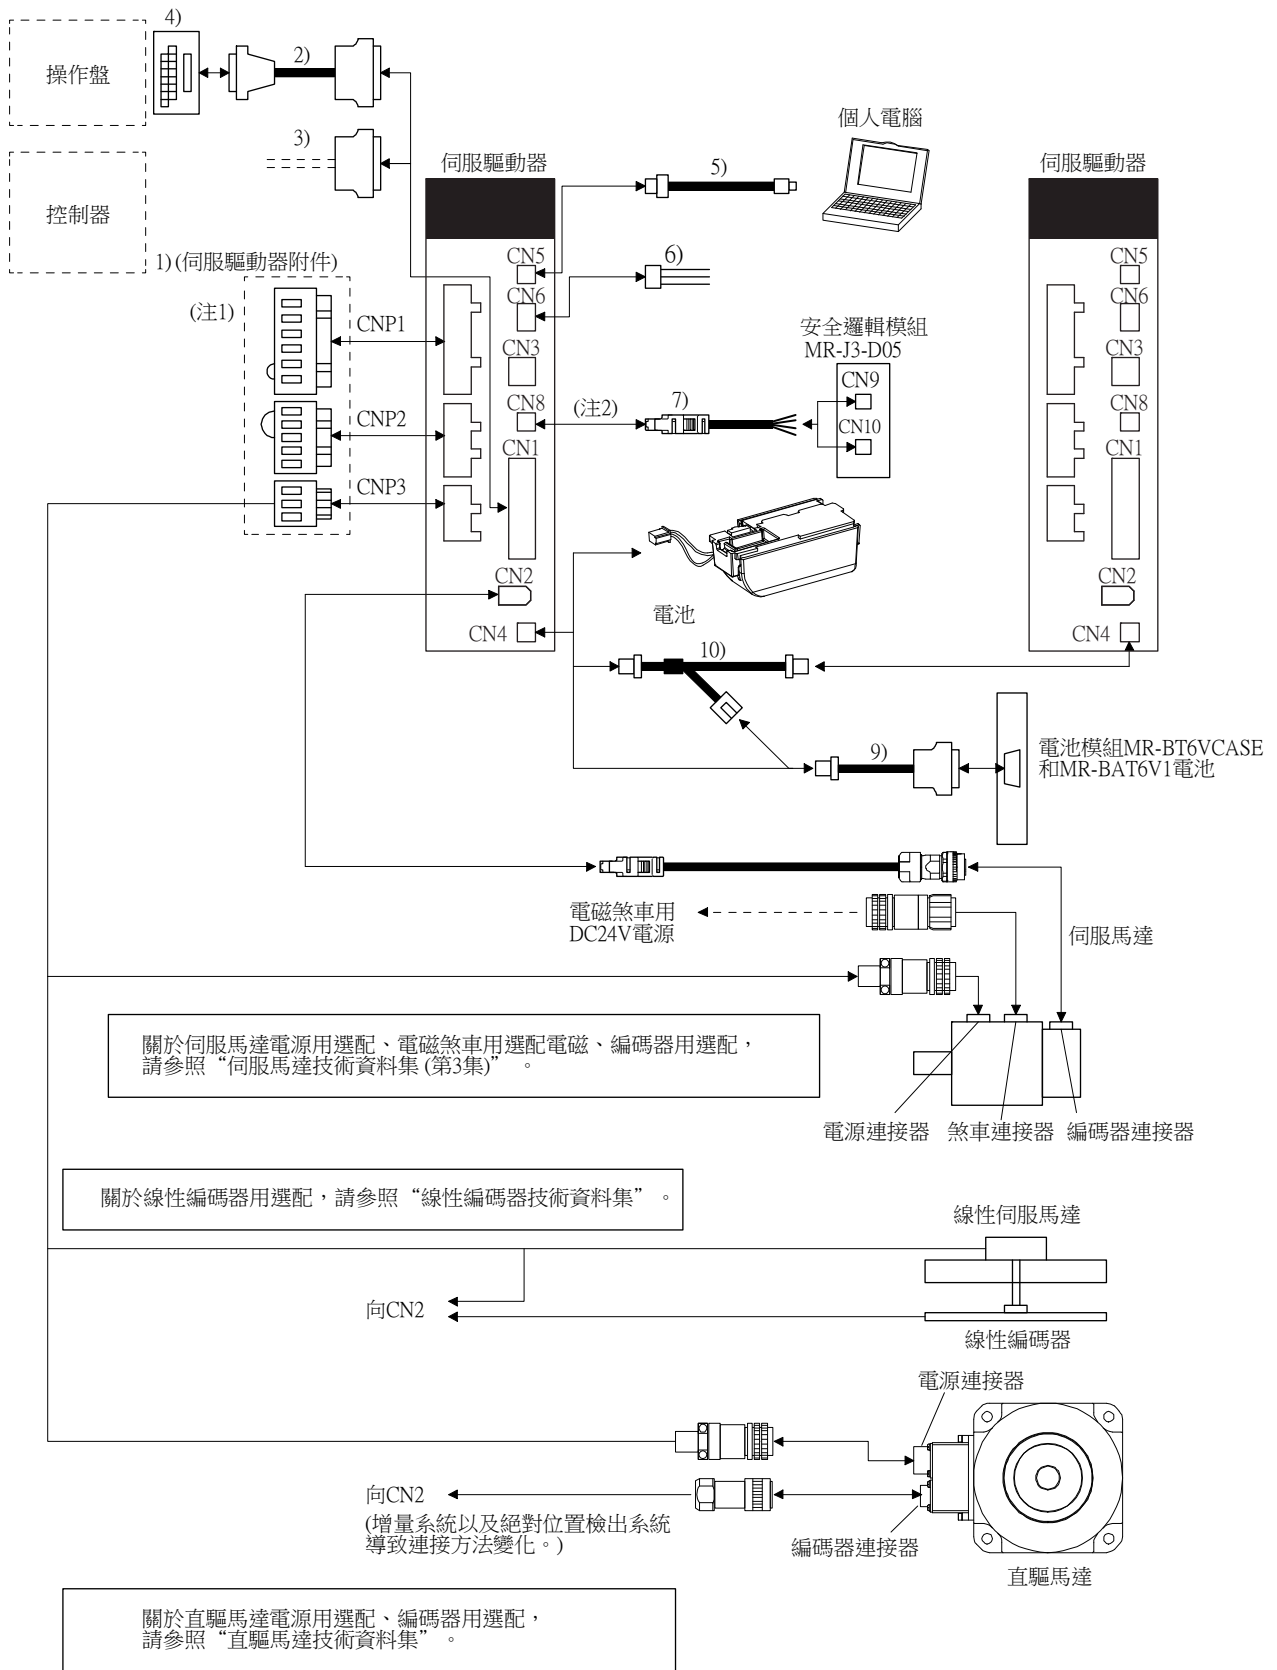 4)
操作盤
2)
3)
控制器
1) (伺服驅動器附件)
(注1)
CNP1
CNP2
CNP3
伺服驅動器
CN5
CN6
CN3
CN8
CN1
CN2
CN4
5)
個人電腦
6)
安全邏輯模組
MR-J3-D05
CN9
CN10
(注2)
7)
電池
10)
9)
伺服驅動器
CN5
CN6
CN3
CN8
CN1
CN2
CN4
電池模組MR-BT6VCASE
和MR-BAT6V1電池
電磁煞車用
DC24V電源
伺服馬達
關於伺服馬達電源用選配、電磁煞車用選配電磁、編碼器用選配，
請參照“伺服馬達技術資料集 (第3集)”。
電源連接器
煞車連接器
編碼器連接器
關於線性編碼器用選配，請參照“線性編碼器技術資料集”。
線性伺服馬達
向CN2
線性編碼器
電源連接器
向CN2
(增量系統以及絕對位置檢出系統
導致連接方法變化。)
編碼器連接器
直驅馬達
關於直驅馬達電源用選配、編碼器用選配，
請參照“直驅馬達技術資料集”。